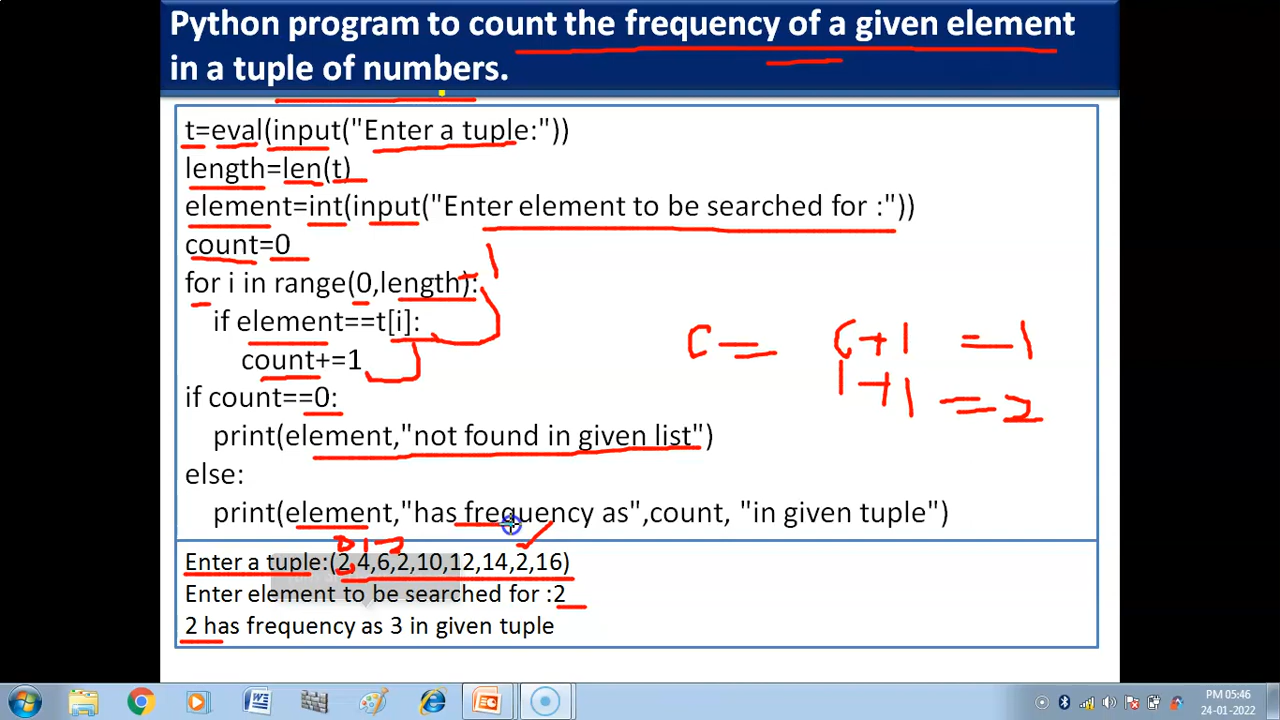 Python program to count the frequency of a given element
in a tuple of numbers.
t=eval(input("Enter a tuple:"))
length=len(t)
element=int(input("Enter element to be searched for :"))
count=0
for i in range(0,length):
-1
if element==t[i]:
count+=1
c= c+1 =1
1+1 =2
if count==0:
print(element,"not found in given list")
else:
print(element,"has frequency as",count, "in given tuple")
0 1 2
Enter a tuple:(2,4,6,2,10,12,14,2,16)
Enter element to be searched for :2
2 has frequency as 3 in given tuple
PM 05:46
24-01-2022